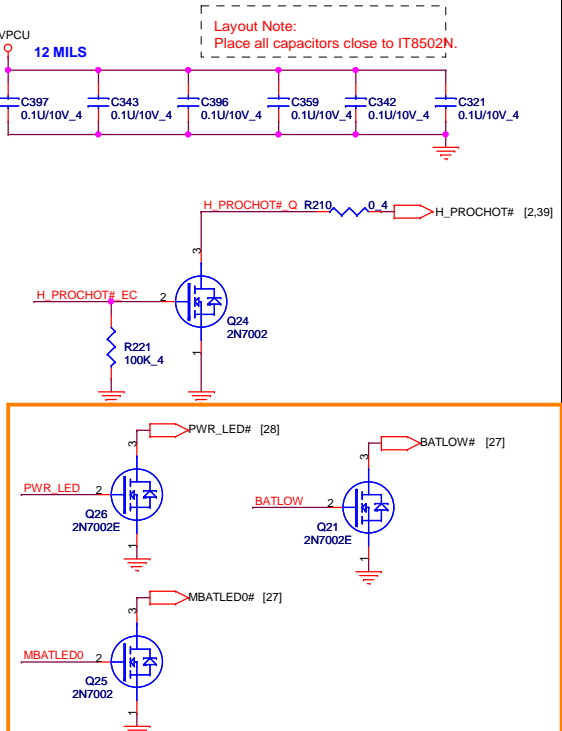 Layout Note:
Place all capacitors close to IT8502N.
VPCU
12 MILS
C397
0.1U/10V_4
C343
0.1U/10V_4
C396
0.1U/10V_4
C359
0.1U/10V_4
C342
0.1U/10V_4
C321
0.1U/10V_4
H_PROCHOT#_Q R210 0_4 H_PROCHOT# [2,39]
3
H_PROCHOT#_EC 2
Q24
2N7002
1
R221
100K_4
PWR_LED# [28]
3
PWR_LED 2
Q26
2N7002E
1
BATLOW# [27]
3
BATLOW 2
Q21
2N7002E
1
MBATLED0# [27]
3
MBATLED0 2
Q25
2N7002
1